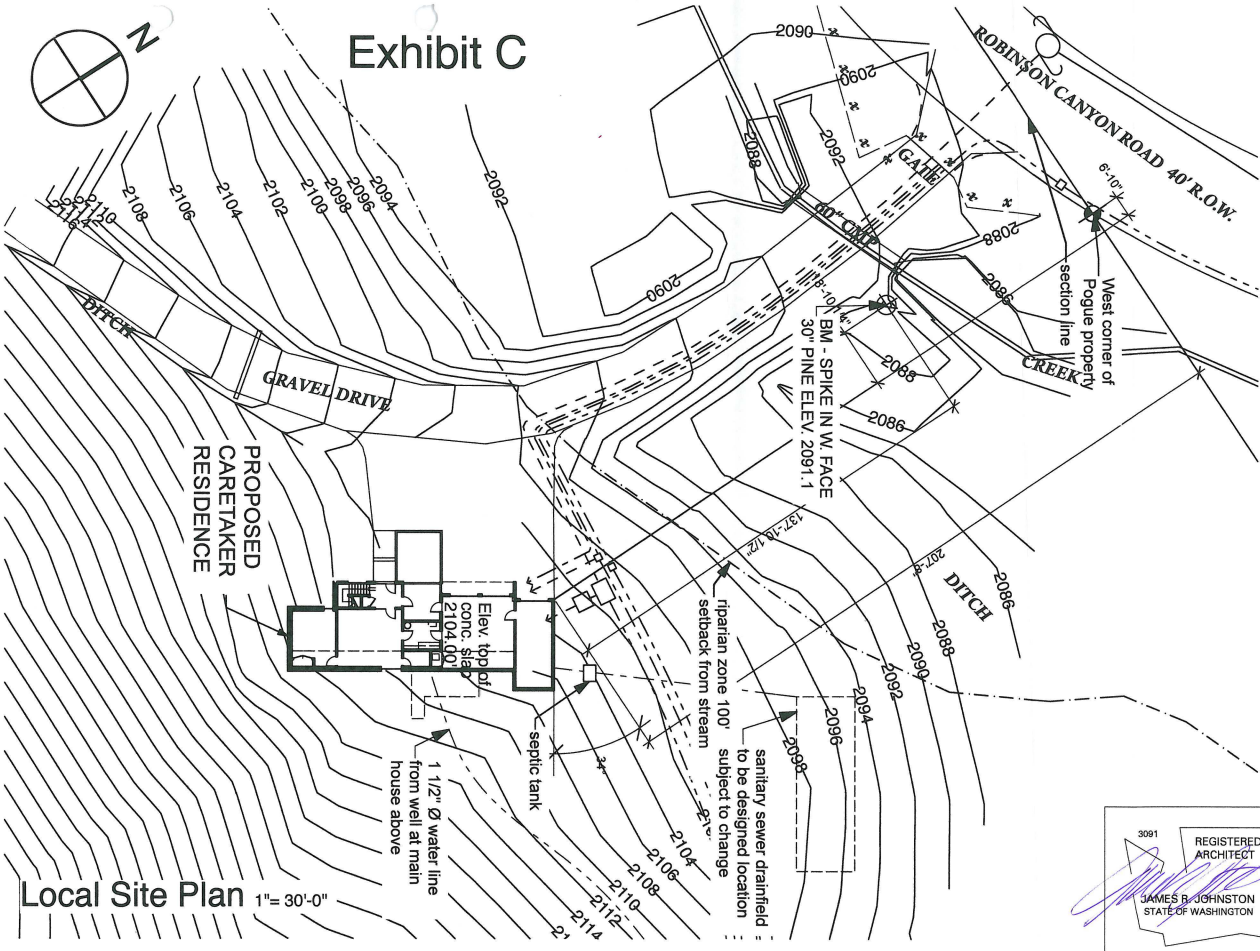 Exhibit C
N
ROBINSON CANYON ROAD 40' R.O.W.
6'-10"
West corner of
Pogue property
section line
GATE
60" CMP
CREEK
BM - SPIKE IN W. FACE
30" PINE ELEV. 2091.1
2090
2090
2088
2092
2088
2086
2088
2086
2092
2090
2094
2096
2098
2100
2102
2104
2106
2108
2110
2112
2116
DITCH
GRAVEL DRIVE
PROPOSED
CARETAKER
RESIDENCE
Elev. top of
conc. slab
2104.00'
137'-10 1/2"
207'-8"
DITCH
riparian zone 100'
setback from stream
2086
2088
2090
2092
2094
2096
2098
sanitary sewer drainfield
to be designed location
subject to change
septic tank
34°
1 1/2" Ø water line
from well at main
house above
2104
2106
2108
2110
2112
2114
Local Site Plan 1"= 30'-0"
3091
REGISTERED
ARCHITECT
JAMES R. JOHNSTON
STATE OF WASHINGTON